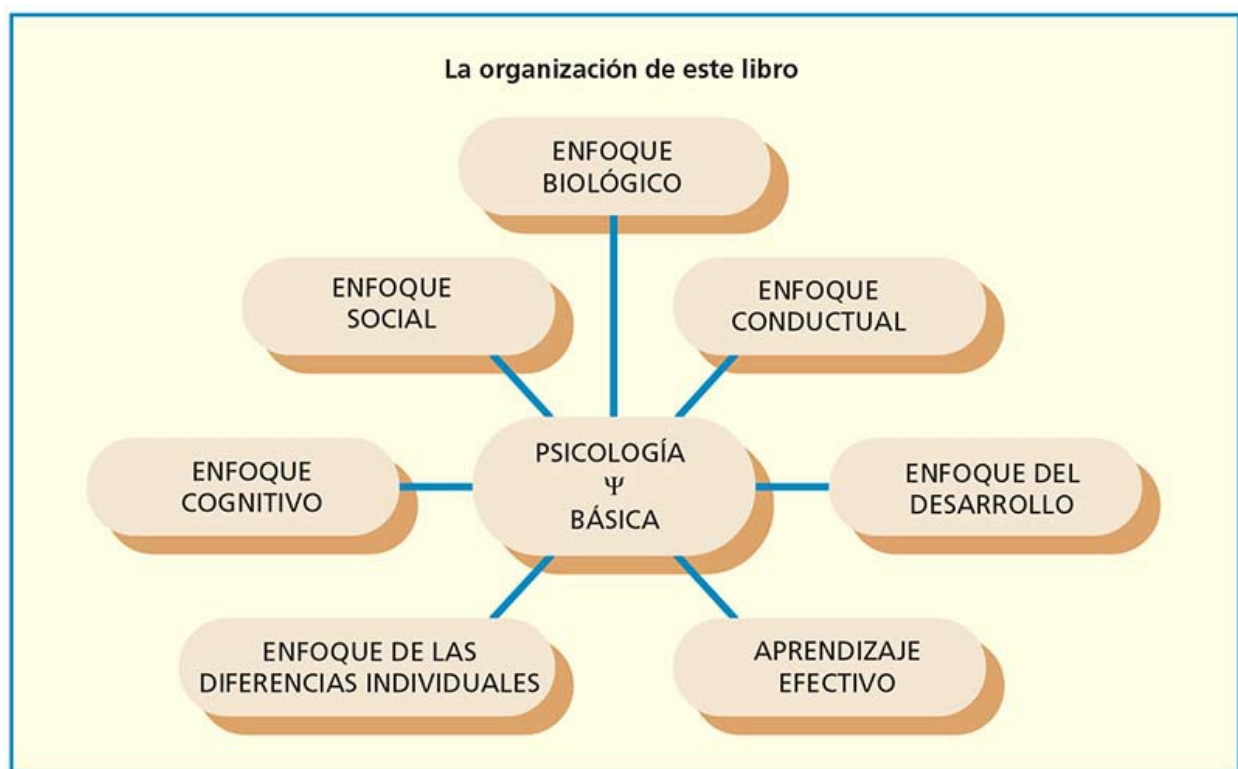 La organización de este libro
ENFOQUE
BIOLÓGICO
ENFOQUE
SOCIAL
ENFOQUE
CONDUCTUAL
ENFOQUE
COGNITIVO
PSICOLOGÍA
Ψ
BÁSICA
ENFOQUE DEL
DESARROLLO
ENFOQUE DE LAS
DIFERENCIAS INDIVIDUALES
APRENDIZAJE
EFECTIVO